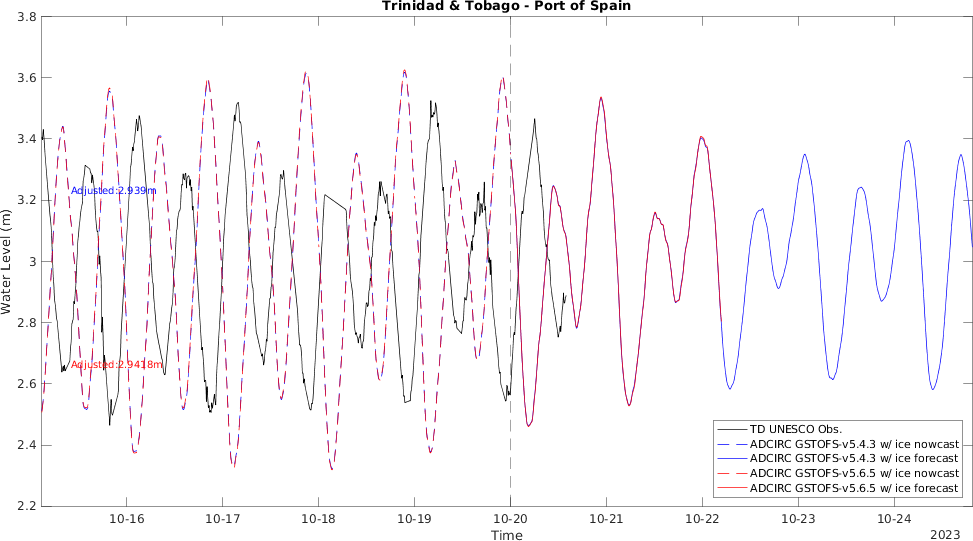 Trinidad & Tobago - Port of Spain
3.8
3.6
3.4
3.2
3
2.8
2.6
2.4
2.2
Water Level (m)
Adjusted:2.939m
Adjusted:2.9418m
TD UNESCO Obs.
ADCIRC GSTOFS-v5.4.3 w/ ice nowcast
ADCIRC GSTOFS-v5.4.3 w/ ice forecast
ADCIRC GSTOFS-v5.6.5 w/ ice nowcast
ADCIRC GSTOFS-v5.6.5 w/ ice forecast
10-16 10-17 10-18 10-19 10-20 10-21 10-22 10-23 10-24
Time
2023